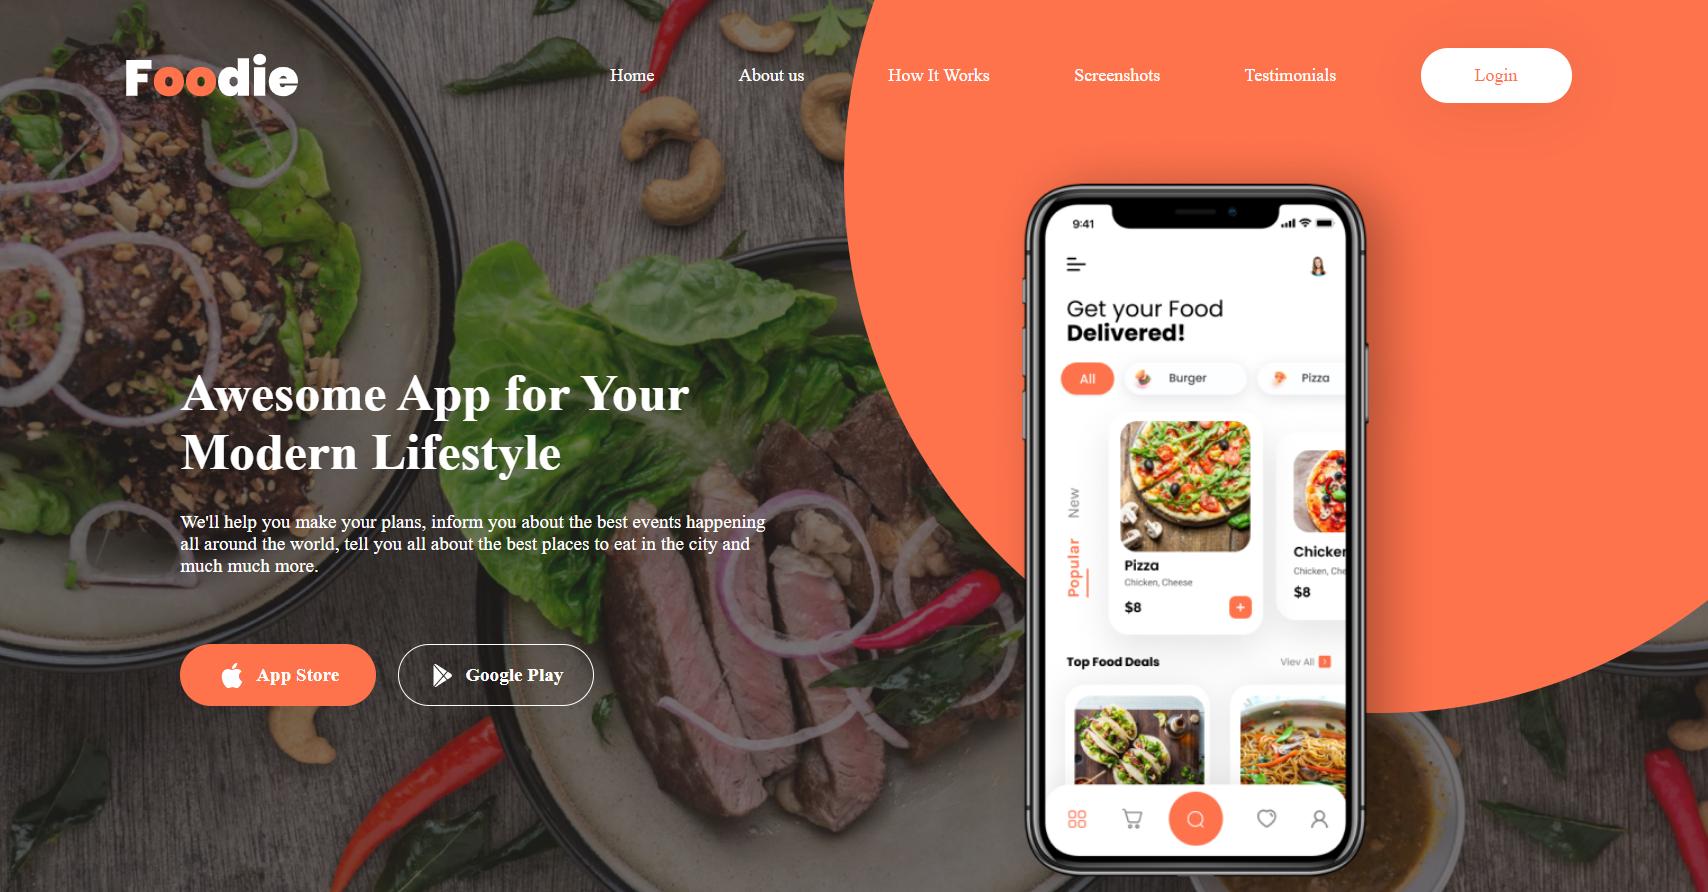 Foodie
Home
About us
How It Works
Screenshots
Testimonials
Login
Awesome App for Your
Modern Lifestyle
We'll help you make your plans, inform you about the best events happening
all around the world, tell you all about the best places to eat in the city and
much much more.
App Store
Google Play
9:41
Get your Food
Delivered!
All
Burger
Pizza
New
Popular
Pizza
Chicken, Cheese
$8
+
Chicken
Chicken, Che
$8
Top Food Deals
Viev All